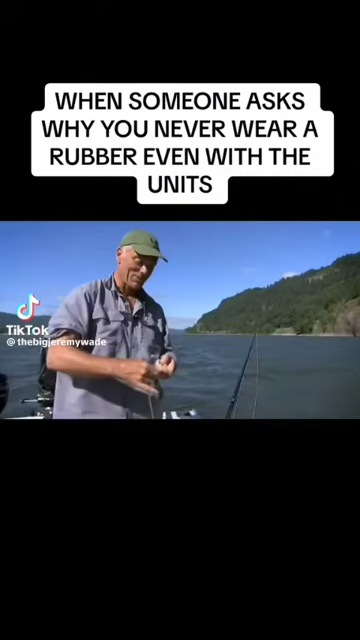 WHEN SOMEONE ASKS
WHY YOU NEVER WEAR A
RUBBER EVEN WITH THE
UNITS
TikTok
@thebigjeremywade